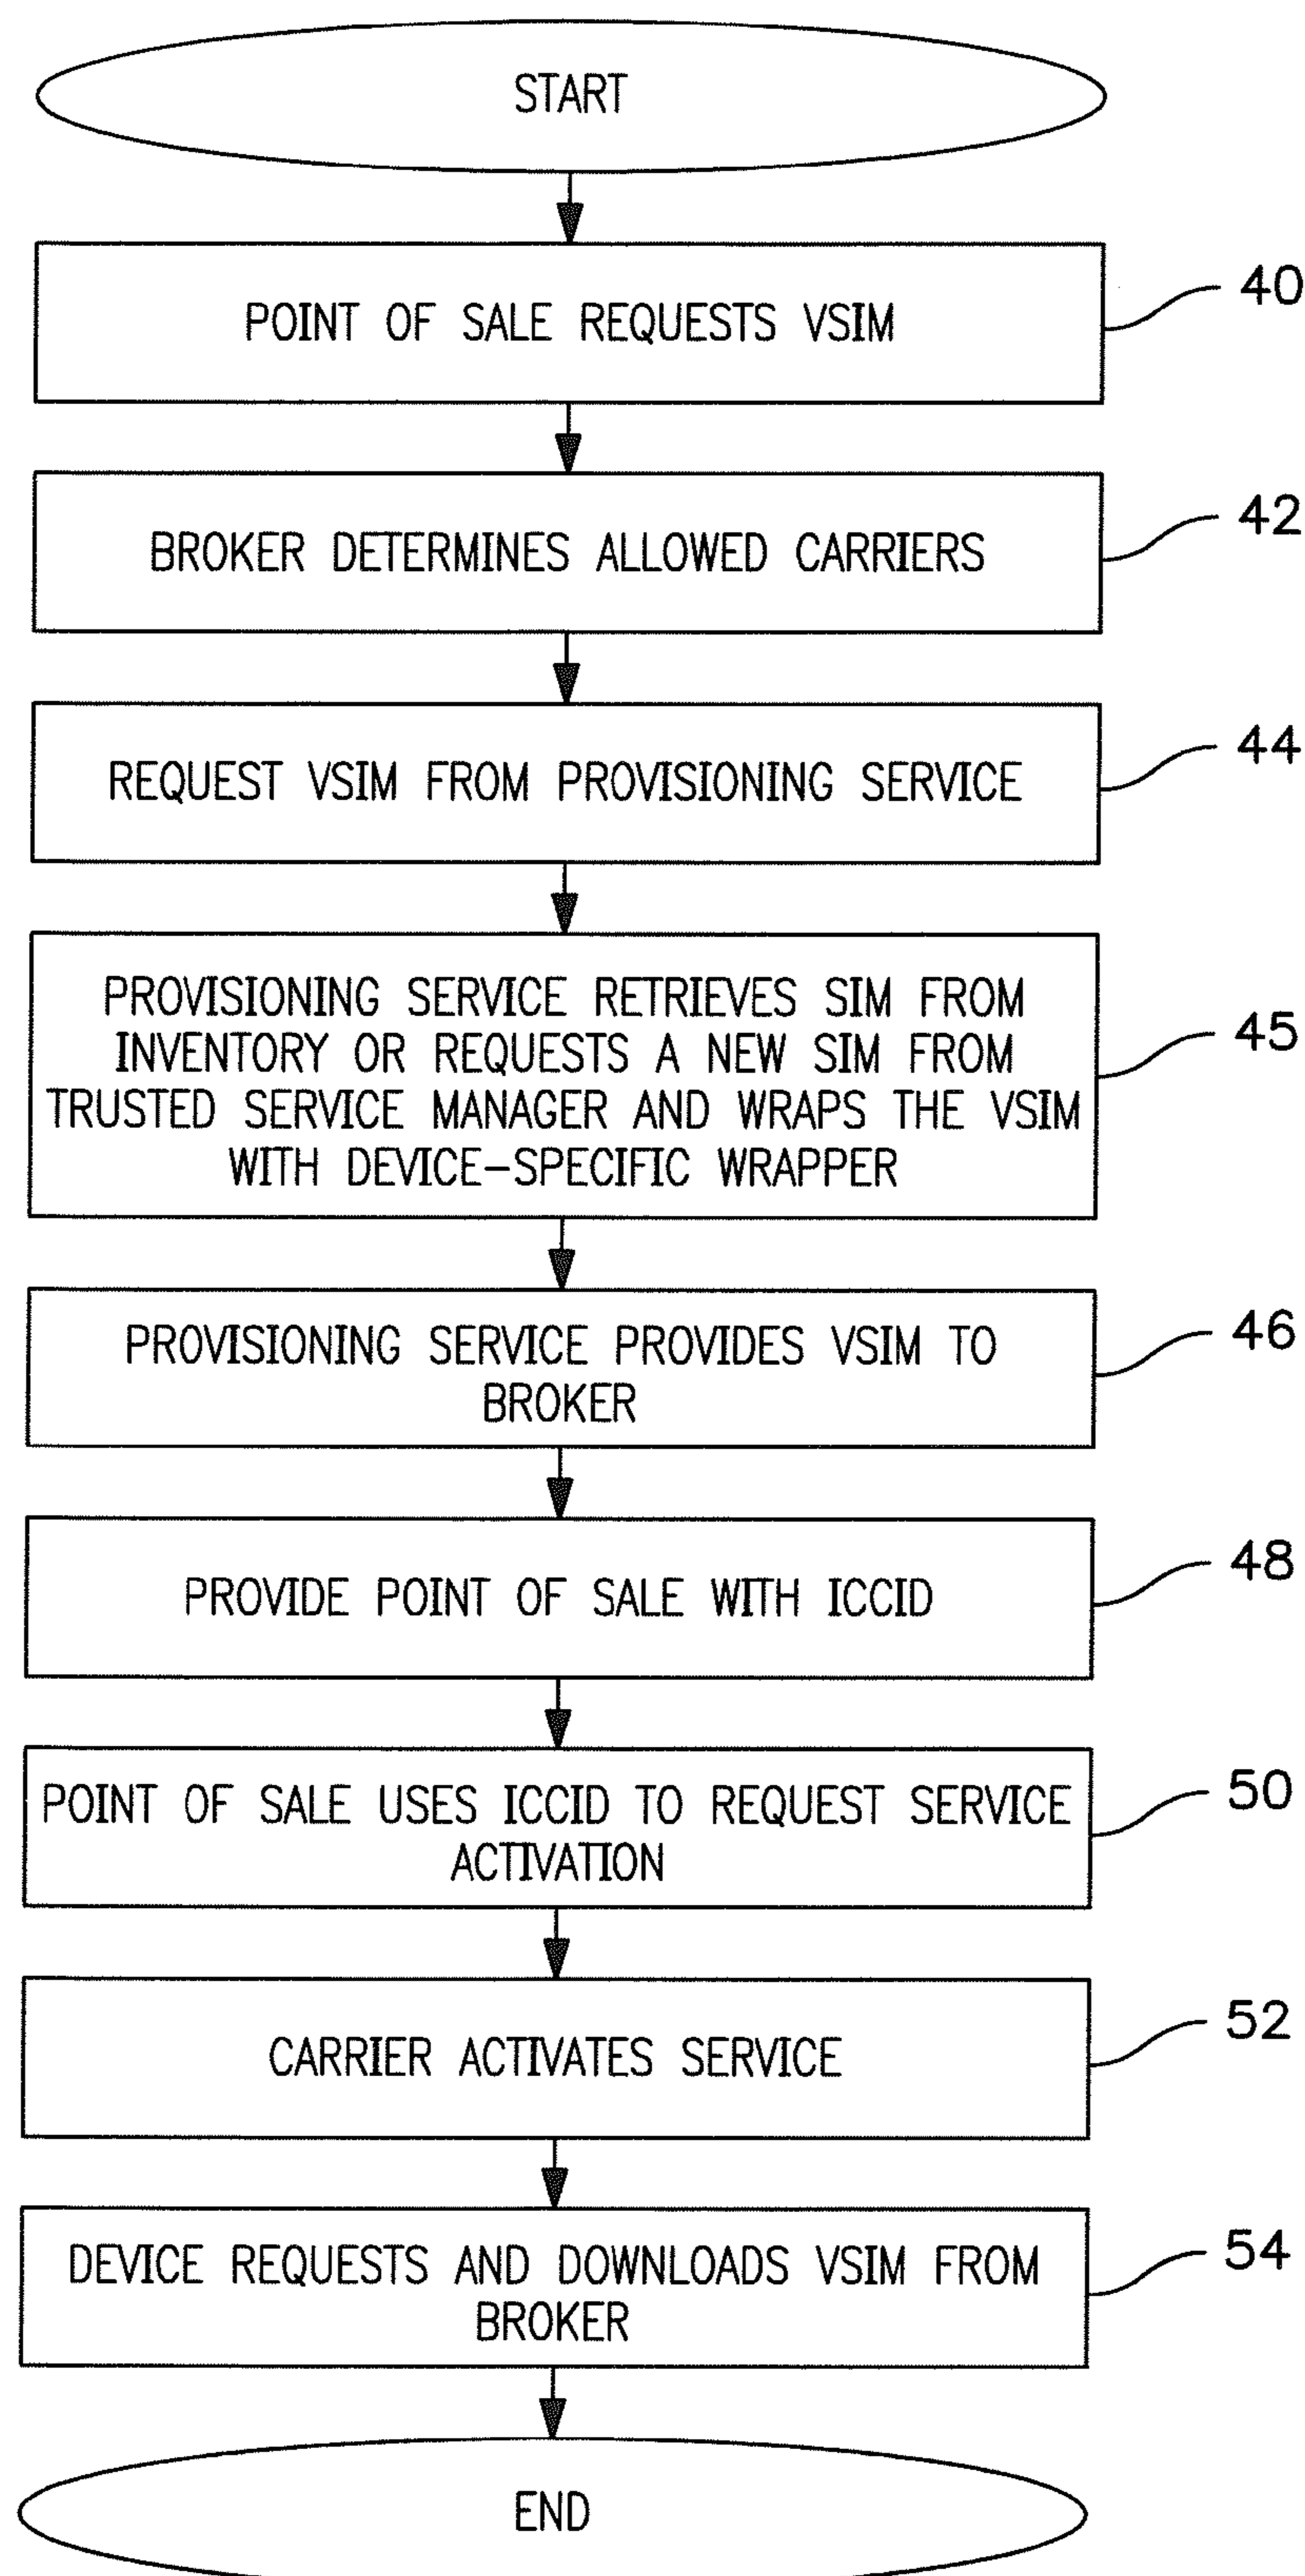 START
POINT OF SALE REQUESTS VSIM
40
BROKER DETERMINES ALLOWED CARRIERS
42
REQUEST VSIM FROM PROVISIONING SERVICE
44
PROVISIONING SERVICE RETRIEVES SIM FROM
INVENTORY OR REQUESTS A NEW SIM FROM
TRUSTED SERVICE MANAGER AND WRAPS THE VSIM
WITH DEVICE-SPECIFIC WRAPPER
45
PROVISIONING SERVICE PROVIDES VSIM TO
BROKER
46
PROVIDE POINT OF SALE WITH ICCID
48
POINT OF SALE USES ICCID TO REQUEST SERVICE
ACTIVATION
50
CARRIER ACTIVATES SERVICE
52
DEVICE REQUESTS AND DOWNLOADS VSIM FROM
BROKER
54
END